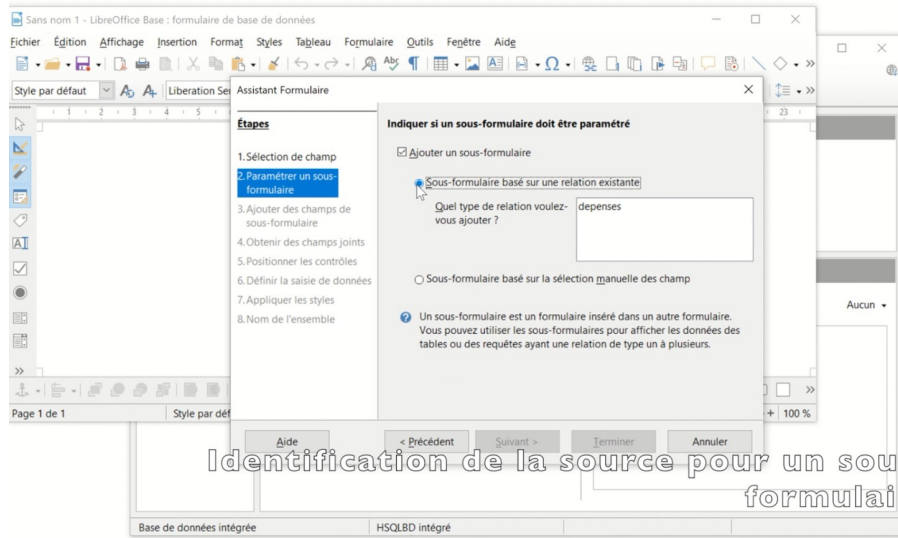 Sans nom 1 - LibreOffice Base : formulaire de base de données
Fichier Édition Affichage Insertion Format Styles Tableau Formulaire Outils Fenêtre Aide
Style par défaut
Liberation Se
1 2 3 4 5
23
Assistant Formulaire
Étapes
1. Sélection de champ
2. Paramétrer un sous-
formulaire
3. Ajouter des champs de
sous-formulaire
4. Obtenir des champs joints
5. Positionner les contrôles
6. Définir la saisie de données
7. Appliquer les styles
8. Nom de l'ensemble
Indiquer si un sous-formulaire doit être paramétré
Ajouter un sous-formulaire
Sous-formulaire basé sur une relation existante
Quel type de relation voulez-
vous ajouter ?
depenses
Sous-formulaire basé sur la sélection manuelle des champ
Un sous-formulaire est un formulaire inséré dans un autre formulaire.
Vous pouvez utiliser les sous-formulaires pour afficher les données des
tables ou des requêtes ayant une relation de type un à plusieurs.
Aucun
Page 1 de 1
Style par déf
100 %
Aide
< Précédent
Suivant >
Terminer
Annuler
Identification de la source pour un sou
formulai
Base de données intégrée
HSQLBD intégré